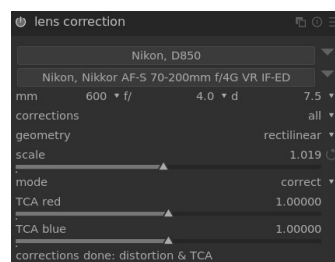 lens correction
Nikon, D850
Nikon, Nikkor AF-S 70-200mm f/4G VR IF-ED
mm 600 f/ 4.0 d 7.5
corrections all
geometry rectilinear
scale 1.019
mode correct
TCA red 1.00000
TCA blue 1.00000
corrections done: distortion & TCA